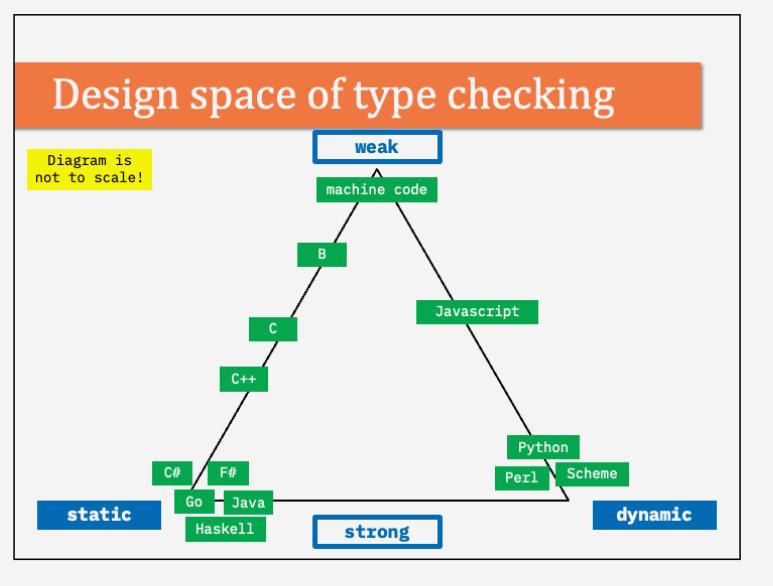 Design space of type checking
weak
Diagram is
not to scale!
machine code
B
Javascript
C
C++
Python
C#
F#
Perl
Scheme
Go
Java
static
dynamic
Haskell
strong